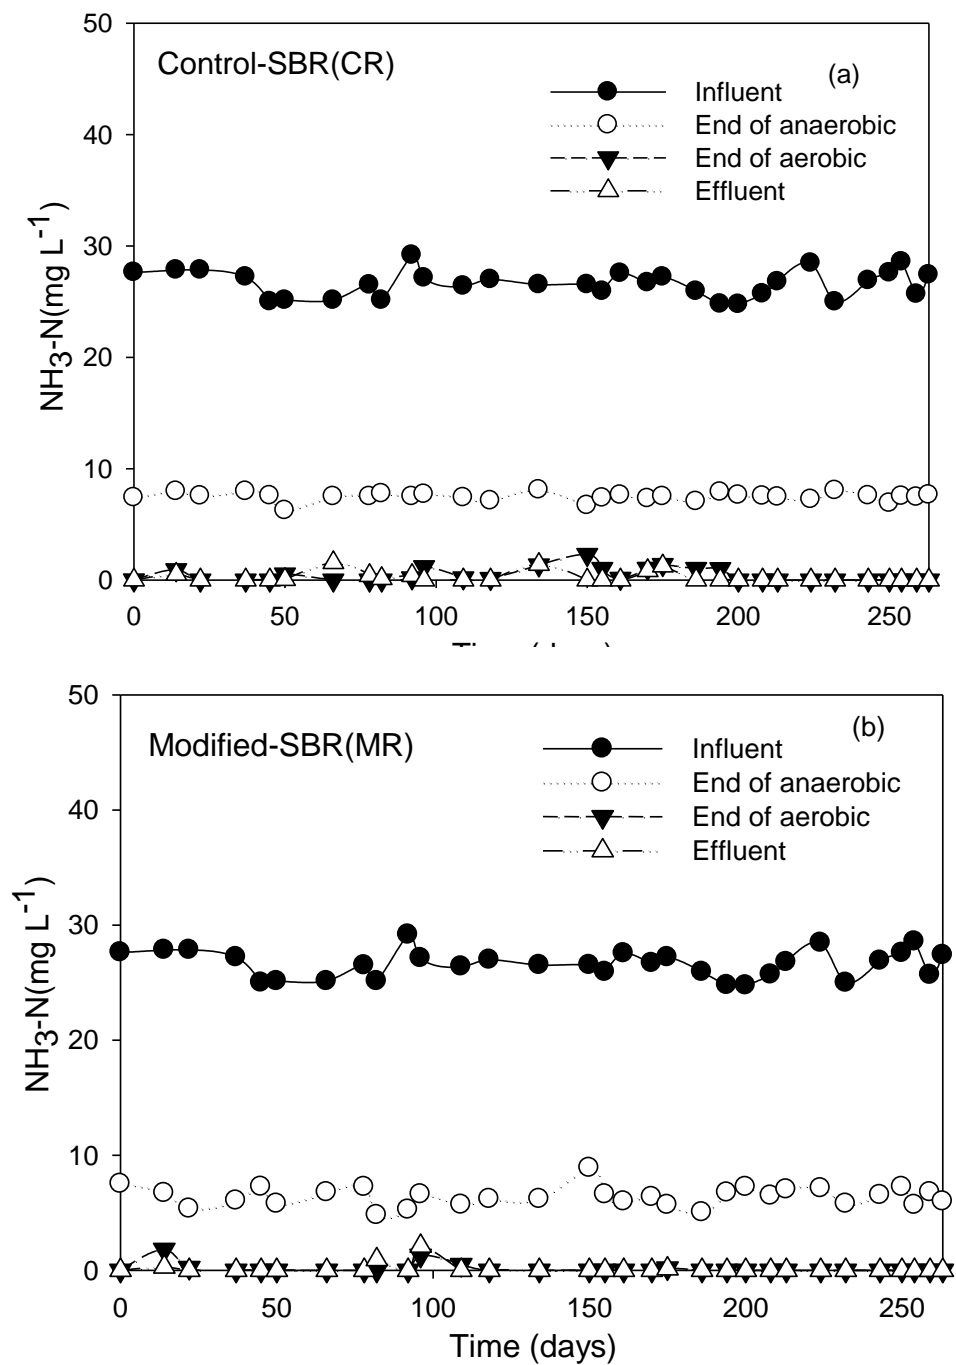 50
Control-SBR(CR)
(a)
Influent
End of anaerobic
End of aerobic
Effluent
40
30
20
10
0
NH3-N(mg L-1)
0 50 100 150 200 250
Time (days)
50
Modified-SBR(MR)
(b)
Influent
End of anaerobic
End of aerobic
Effluent
40
30
20
10
0
NH3-N(mg L-1)
0 50 100 150 200 250
Time (days)